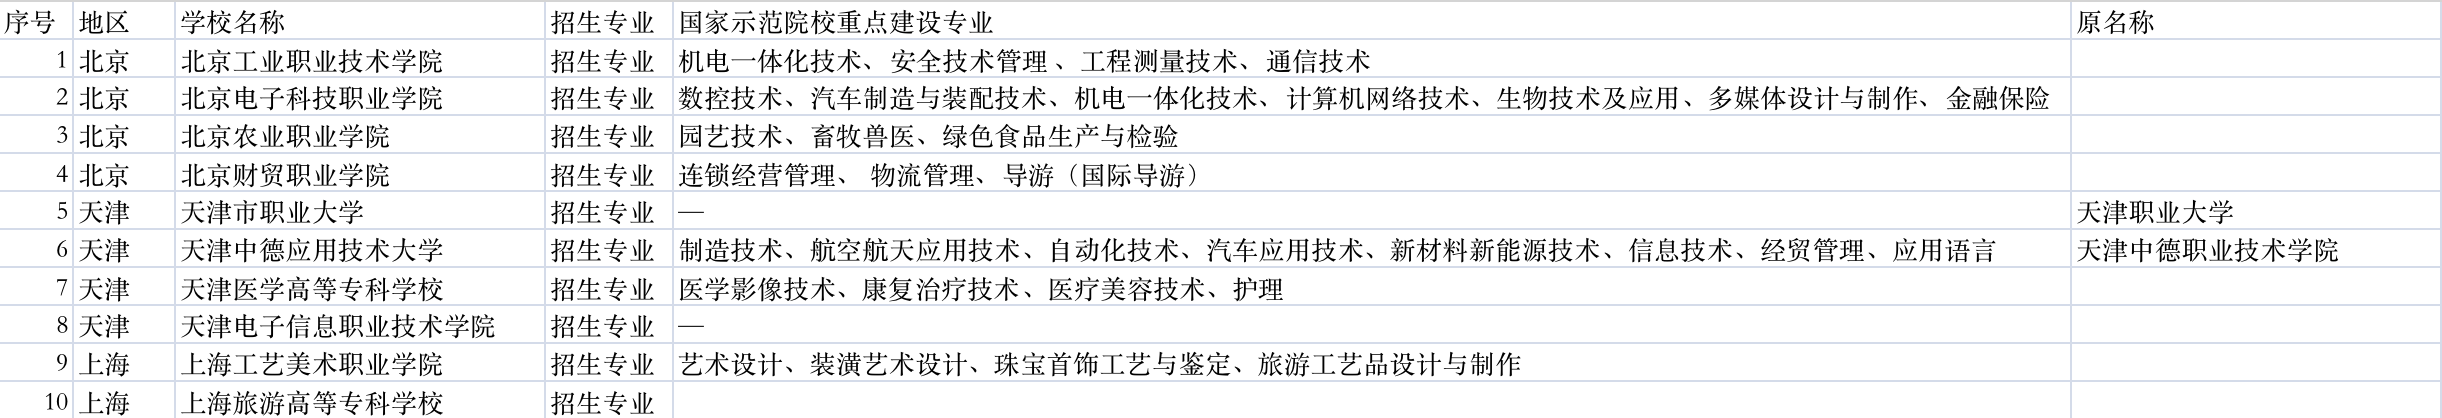 序号 地区 学校名称 招生专业 国家示范院校重点建设专业 原名称
1 北京 北京工业职业技术学院 招生专业 机电一体化技术、安全技术管理 、工程测量技术、通信技术
2 北京 北京电子科技职业学院 招生专业 数控技术、汽车制造与装配技术、机电一体化技术、计算机网络技术、生物技术及应用、多媒体设计与制作、金融保险
3 北京 北京农业职业学院 招生专业 园艺技术、畜牧兽医、绿色食品生产与检验
4 北京 北京财贸职业学院 招生专业 连锁经营管理、 物流管理、导游（国际导游）
5 天津 天津市职业大学 招生专业 — 天津职业大学
6 天津 天津中德应用技术大学 招生专业 制造技术、航空航天应用技术、自动化技术、汽车应用技术、新材料新能源技术、信息技术、经贸管理、应用语言 天津中德职业技术学院
7 天津 天津医学高等专科学校 招生专业 医学影像技术、康复治疗技术、医疗美容技术、护理
8 天津 天津电子信息职业技术学院 招生专业 —
9 上海 上海工艺美术职业学院 招生专业 艺术设计、装潢艺术设计、珠宝首饰工艺与鉴定、旅游工艺品设计与制作
10 上海 上海旅游高等专科学校 招生专业